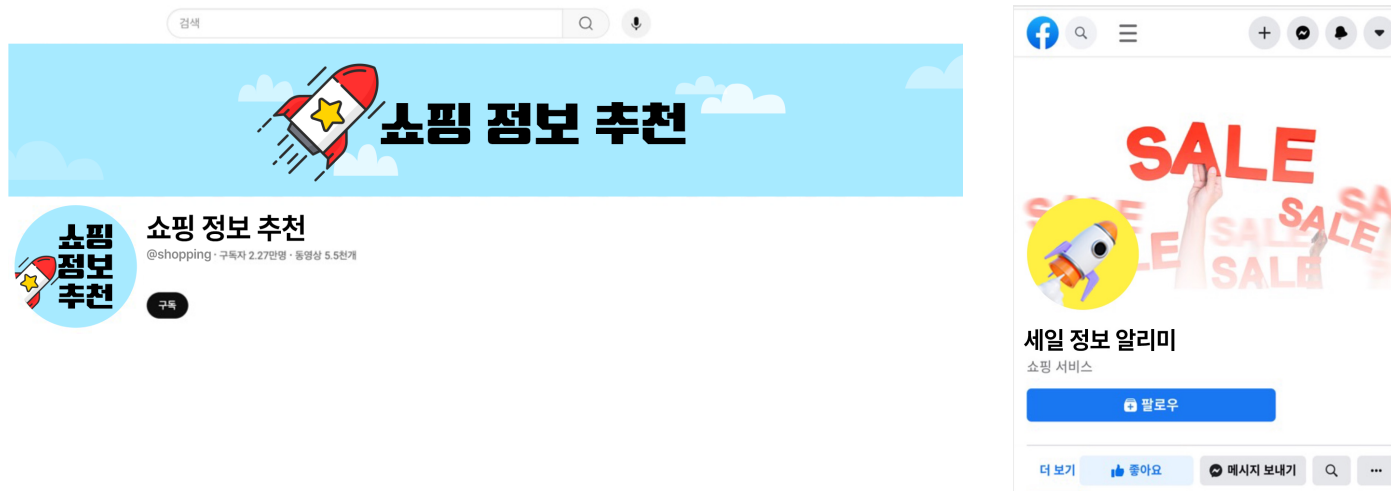 검색
쇼핑 정보 추천
쇼핑
정보
추천
쇼핑 정보 추천
@shopping · 구독자 2.27만명 · 동영상 5.5천개
구독
SALE
SALE
SALE
SALE
SALE
세일 정보 알리미
쇼핑 서비스
팔로우
더 보기 좋아요 메시지 보내기